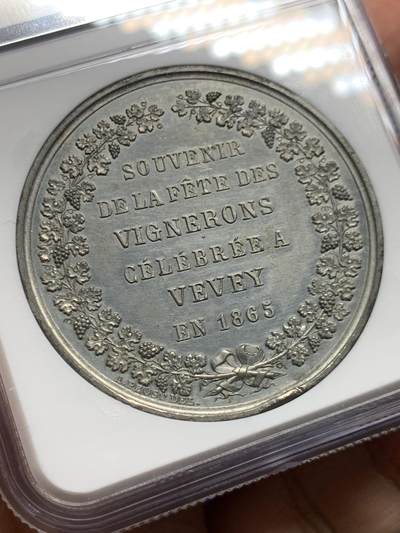 SOUVENIR
DE LA FÊTE DES
VIGNERONS
CÉLÉBRÉE A
VEVEY
EN 1865